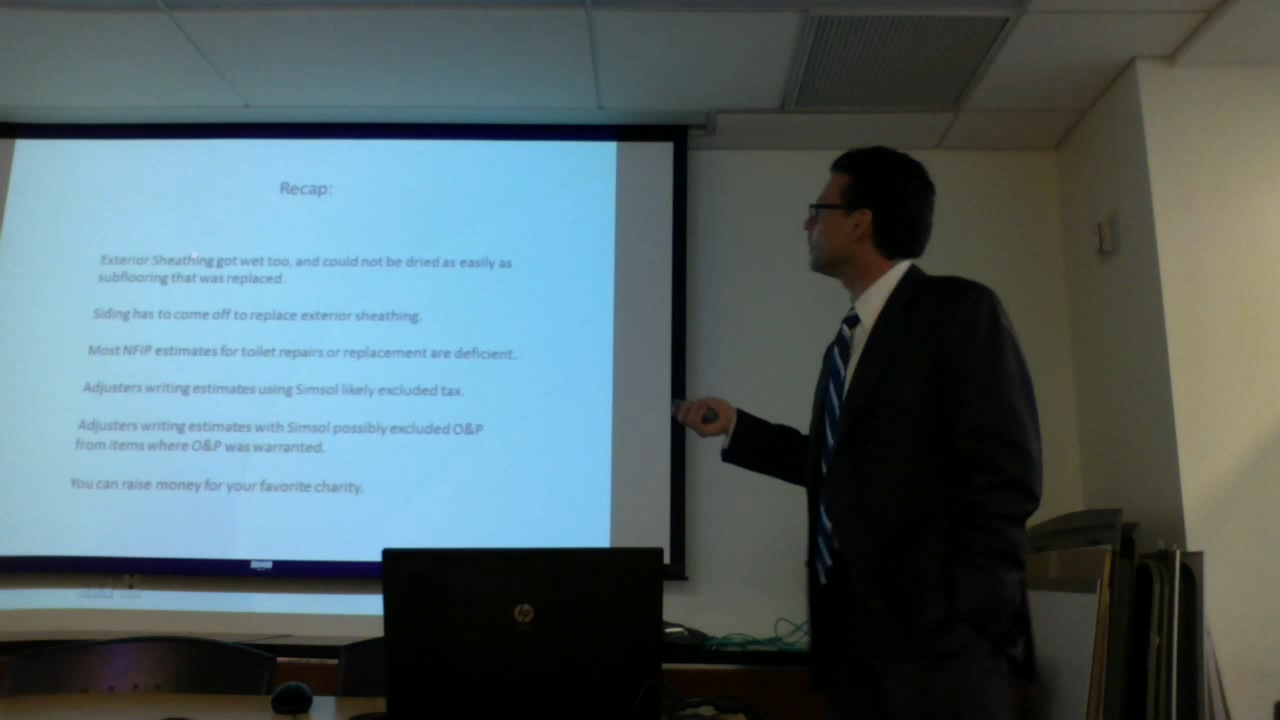 Recap:
Exterior Sheathing got wet too, and could not be dried as easily as
subflooring that was replaced.
Siding has to come off to replace exterior sheathing.
Most NFIP estimates for toilet repairs or replacement are deficient.
Adjusters writing estimates using Simsol likely excluded tax.
Adjusters writing estimates with Simsol possibly excluded O&P
from items where O&P was warranted.
You can raise money for your favorite charity.
hp